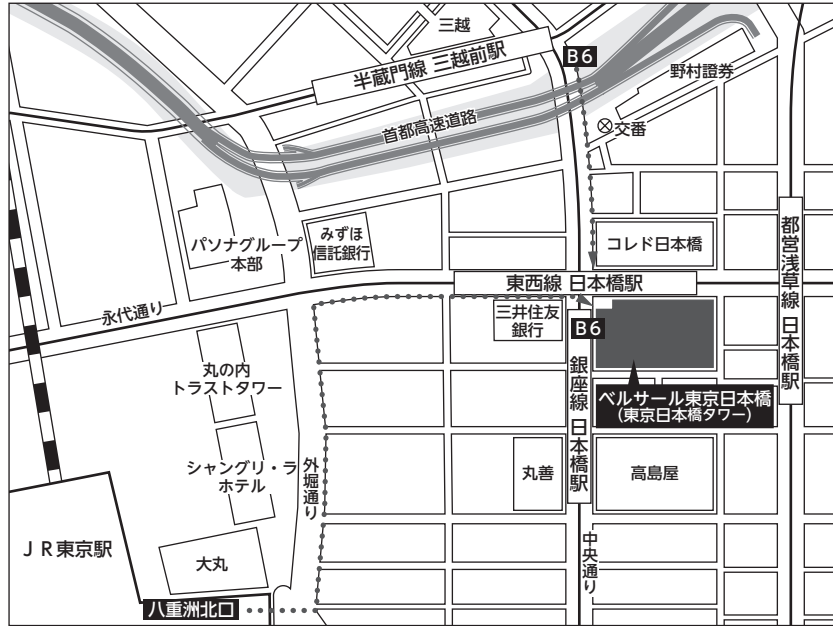 三越
半蔵門線 三越前駅
B6
野村證券
首都高速道路
交番
みずほ
信託銀行
パソナグループ
本部
コレド日本橋
都営浅草線 日本橋駅
東西線 日本橋駅
永代通り
三井住友
銀行
B6
銀座線 日本橋駅
丸の内
トラストタワー
ベルサール東京日本橋
(東京日本橋タワー)
シャングリ・ラ
ホテル
外堀通り
丸善
高島屋
JR東京駅
大丸
中央通り
八重洲北口